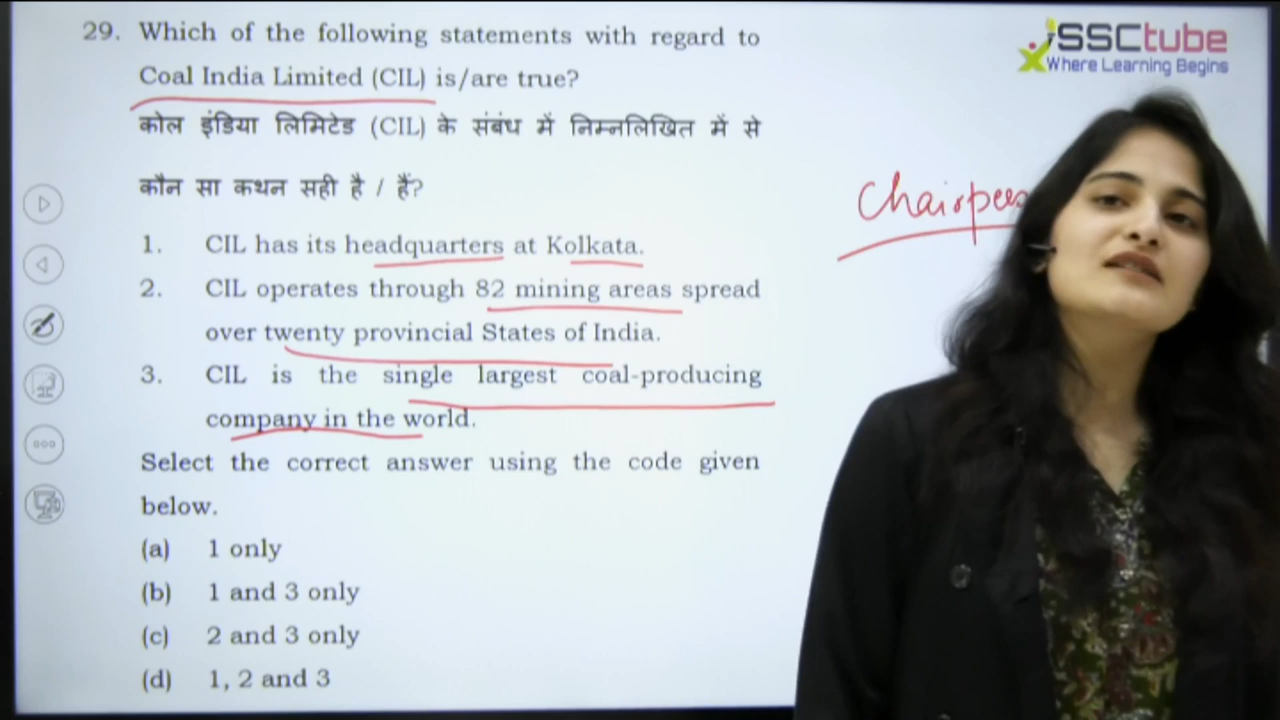 29. Which of the following statements with regard to
Coal India Limited (CIL) is/are true?
कोल इंडिया लिमिटेड (CIL) के संबंध में निम्नलिखित में से
कौन सा कथन सही है / हैं?
1. CIL has its headquarters at Kolkata.
2. CIL operates through 82 mining areas spread
over twenty provincial States of India.
3. CIL is the single largest coal-producing
company in the world.
Select the correct answer using the code given
below.
(a) 1 only
(b) 1 and 3 only
(c) 2 and 3 only
(d) 1, 2 and 3
SSCtube
Where Learning Begins